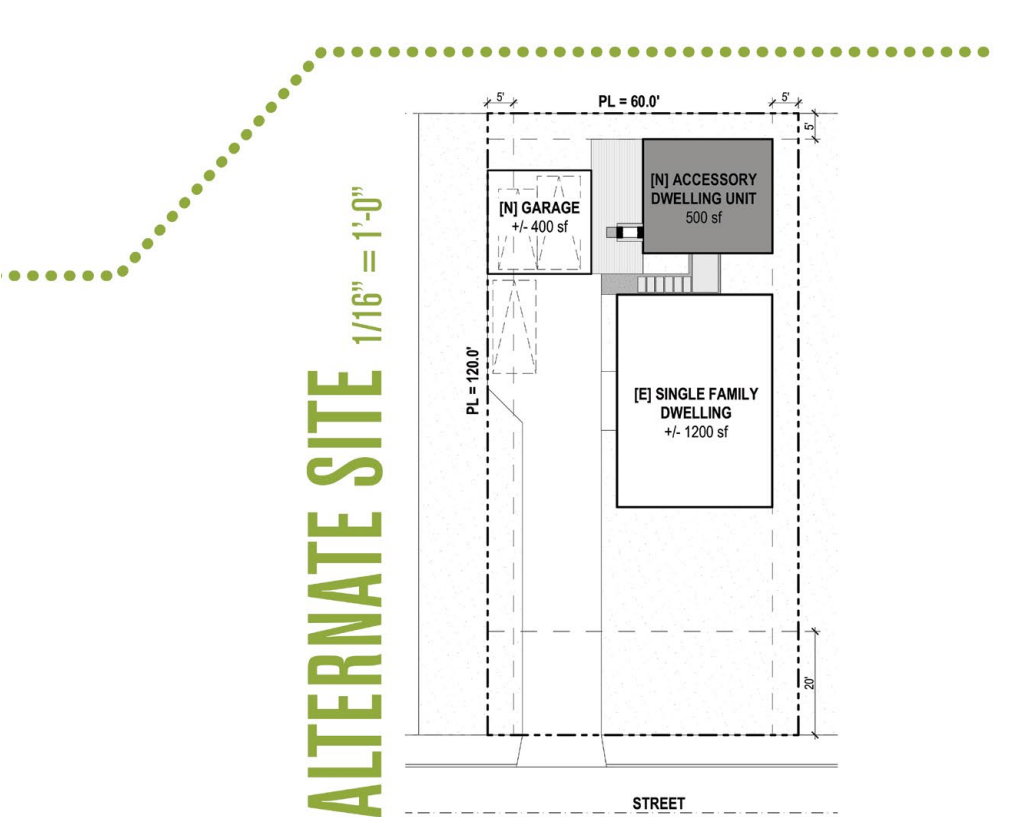 5'
PL = 60.0'
5'
5'
[N] ACCESSORY
DWELLING UNIT
500 sf
[N] GARAGE
+/- 400 sf
PL = 120.0'
[E] SINGLE FAMILY
DWELLING
+/- 1200 sf
20'
STREET
ALTERNATE SITE 1/16" = 1'-0"